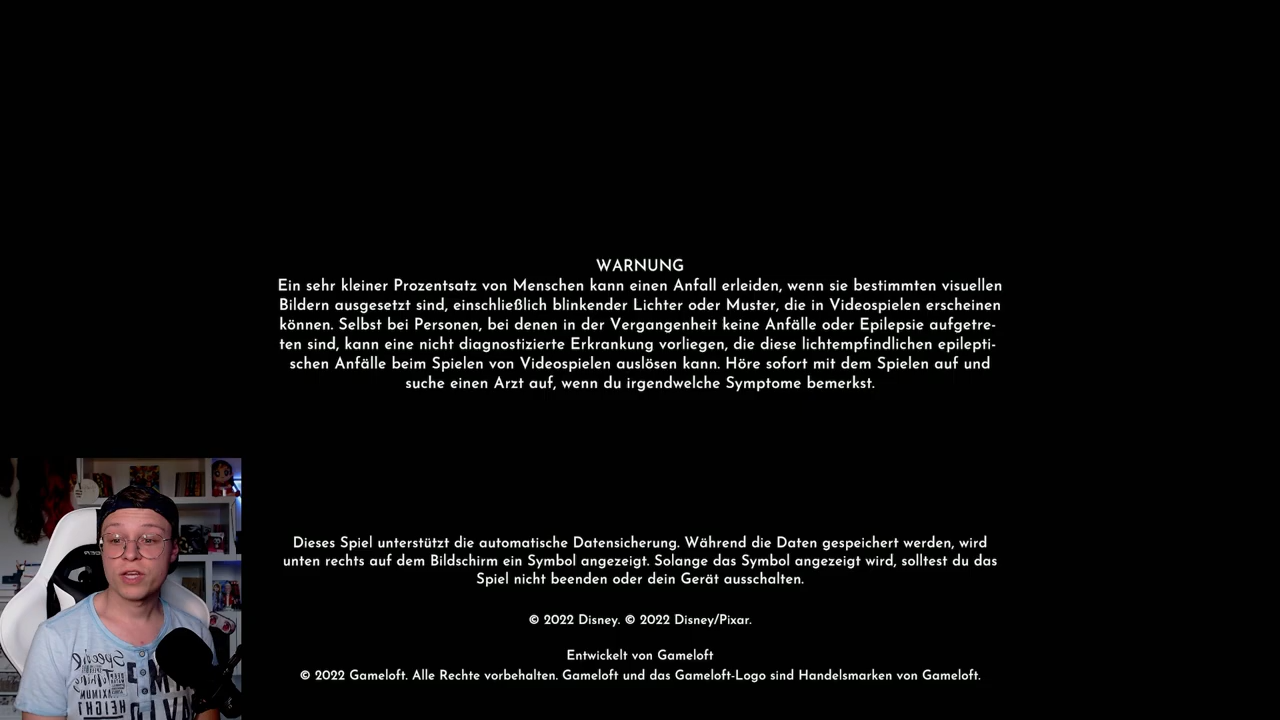 WARNUNG
Ein sehr kleiner Prozentsatz von Menschen kann einen Anfall erleiden, wenn sie bestimmten visuellen
Bildern ausgesetzt sind, einschließlich blinkender Lichter oder Muster, die in Videospielen erscheinen
können. Selbst bei Personen, bei denen in der Vergangenheit keine Anfälle oder Epilepsie aufgetre-
ten sind, kann eine nicht diagnostizierte Erkrankung vorliegen, die diese lichtempfindlichen epilepti-
schen Anfälle beim Spielen von Videospielen auslösen kann. Höre sofort mit dem Spielen auf und
suche einen Arzt auf, wenn du irgendwelche Symptome bemerkst.
Dieses Spiel unterstützt die automatische Datensicherung. Während die Daten gespeichert werden, wird
unten rechts auf dem Bildschirm ein Symbol angezeigt. Solange das Symbol angezeigt wird, solltest du das
Spiel nicht beenden oder dein Gerät ausschalten.
© 2022 Disney. © 2022 Disney/Pixar.
Entwickelt von Gameloft
© 2022 Gameloft. Alle Rechte vorbehalten. Gameloft und das Gameloft-Logo sind Handelsmarken von Gameloft.
MAXIMUM
HEIGHT